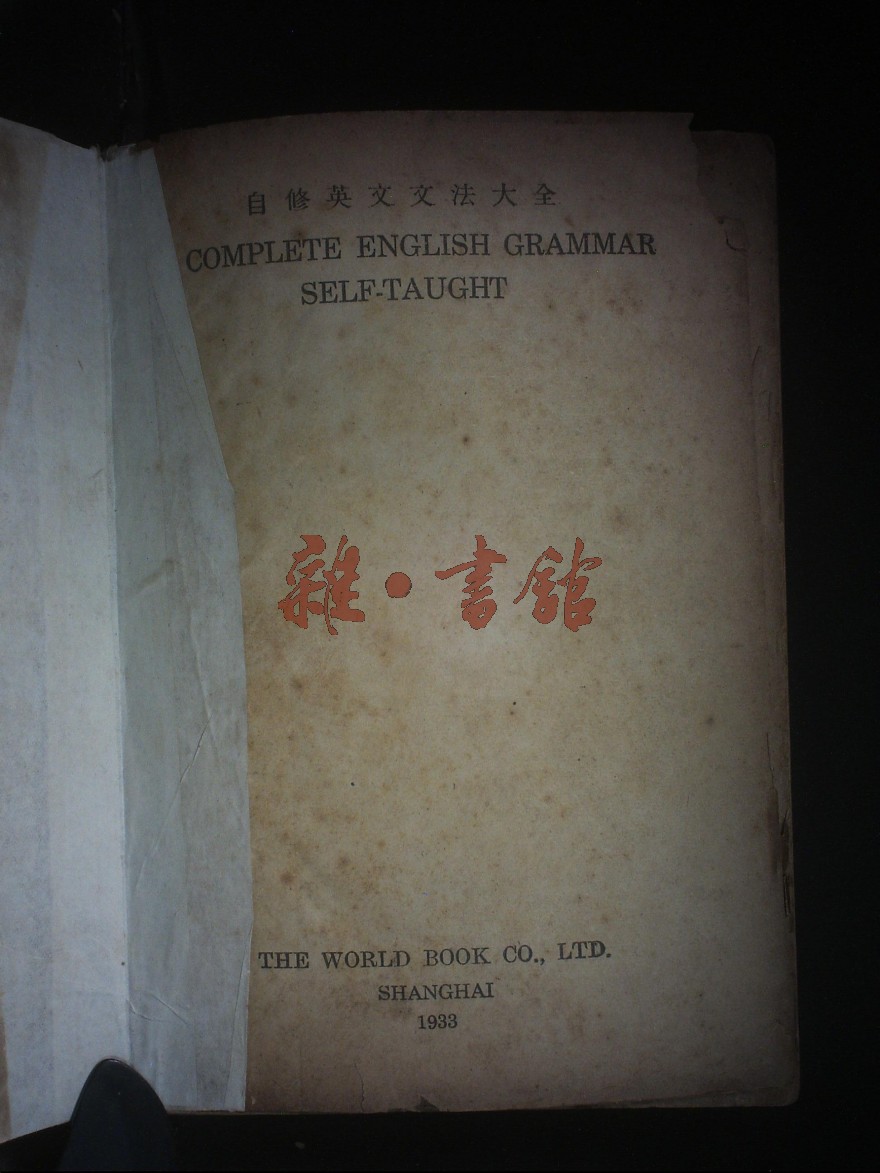 自修英文文法大全
COMPLETE ENGLISH GRAMMAR
SELF-TAUGHT
雜·書館
THE WORLD BOOK CO., LTD.
SHANGHAI
1933